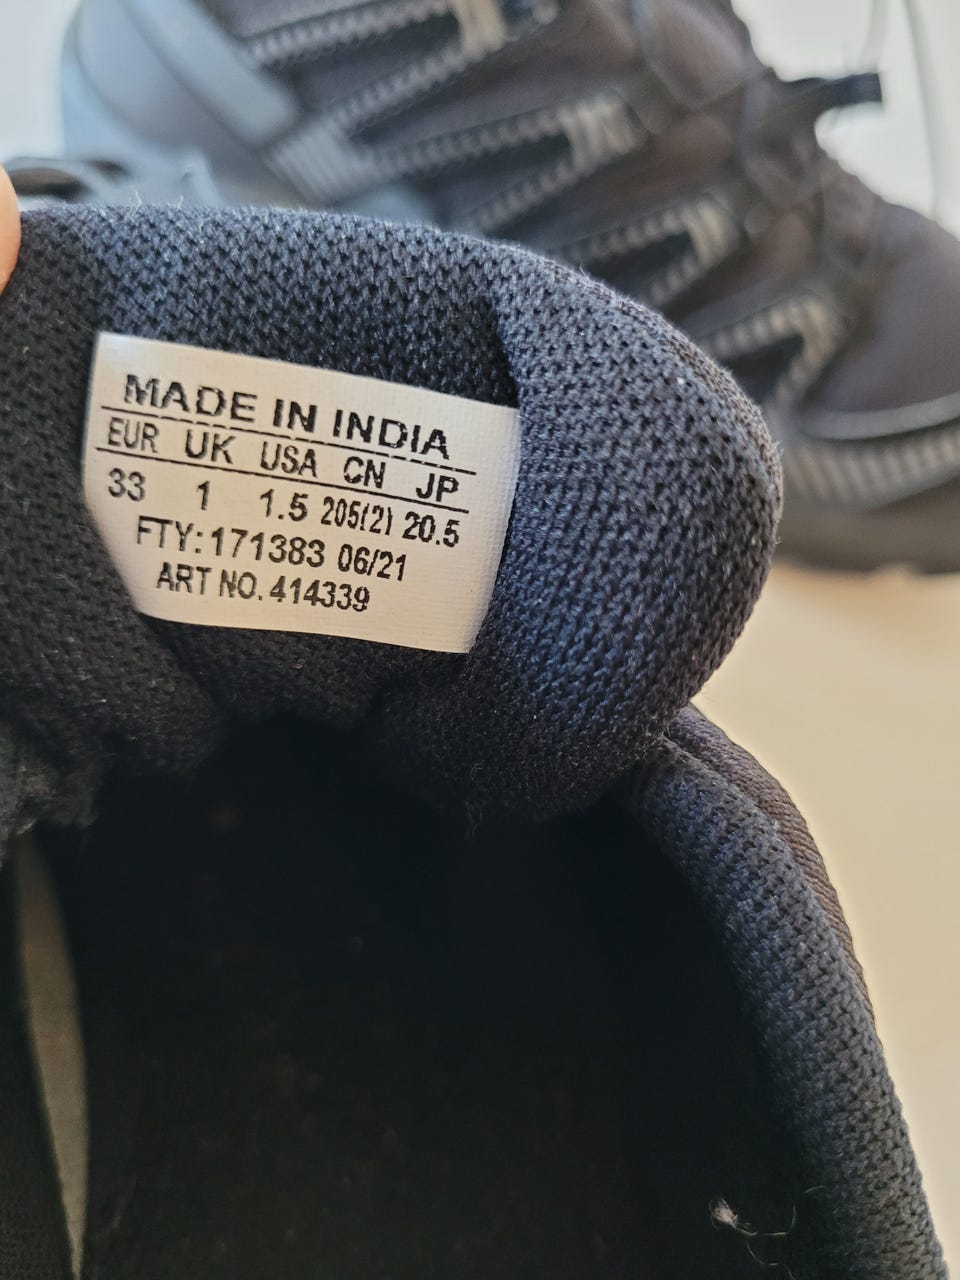 MADE IN INDIA
EUR UK USA CN JP
33 1 1.5 205(2) 20.5
FTY:171383 06/21
ART NO. 414339